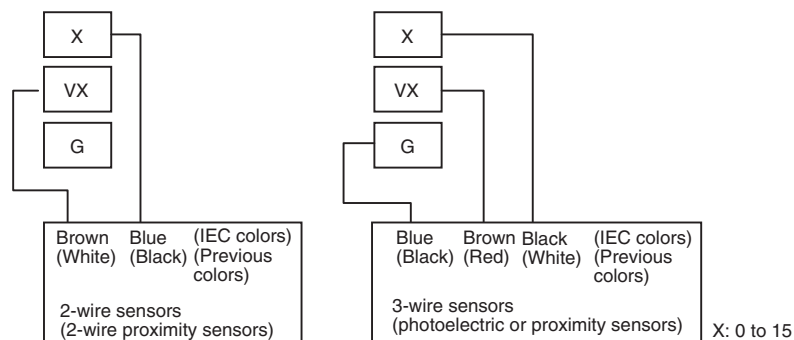 X
VX
G
Brown (White)
Blue (Black)
(IEC colors)
(Previous colors)
2-wire sensors
(2-wire proximity sensors)
X
VX
G
Blue (Black)
Brown (Red)
Black (White)
(IEC colors)
(Previous colors)
3-wire sensors
(photoelectric or proximity sensors)
X: 0 to 15